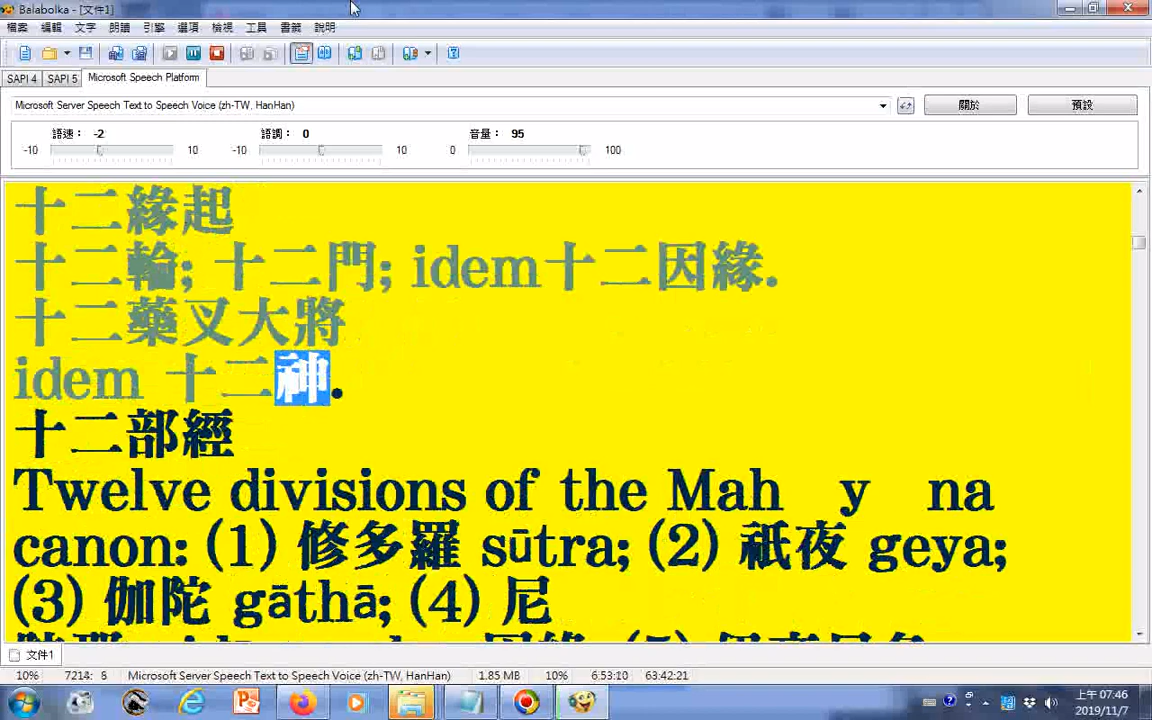 Balabolka - [文件1]
檔案 編輯 文字 朗讀 引擎 選項 檢視 工具 書籤 說明
SAPI 4 SAPI 5 Microsoft Speech Platform
Microsoft Server Speech Text to Speech Voice (zh-TW, HanHan) 關於 預設
語速： -2 語調： 0 音量： 95
-10 10 -10 10 0 100
十二緣起
十二輪; 十二門; idem十二因緣.
十二藥叉大將
idem 十二神.
十二部經
Twelve divisions of the Mah y na
canon: (1) 修多羅 sūtra; (2) 祇夜 geya;
(3) 伽陀 gāthā; (4) 尼
文件1
10% 7214: 8 Microsoft Server Speech Text to Speech Voice (zh-TW, HanHan) 1.85 MB 10% 6:53:10 63:42:21
上午 07:46
2019/11/7